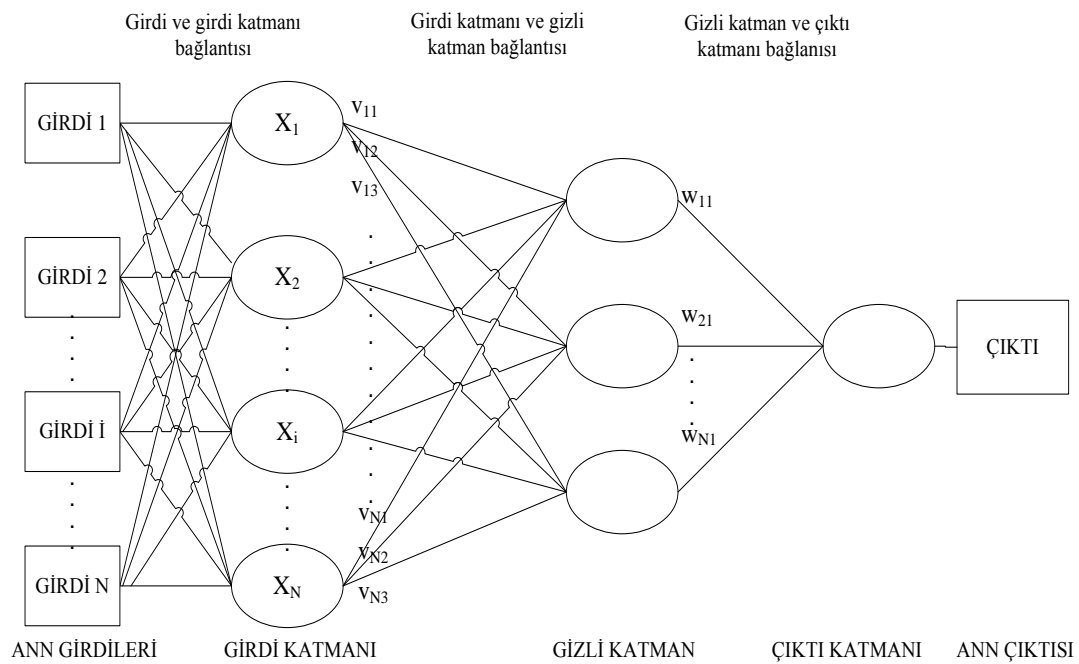 Girdi ve girdi katmanı
bağlantısı
Girdi katmanı ve gizli
katman bağlantısı
Gizli katman ve çıktı
katmanı bağlanısı
GİRDİ 1
X1
v11
v12
v13
w11
GİRDİ 2
X2
w21
ÇIKTI
GİRDİ İ
Xi
wN1
vN1
vN2
vN3
GİRDİ N
XN
ANN GİRDİLERİ
GİRDİ KATMANI
GİZLİ KATMAN
ÇIKTI KATMANI
ANN ÇIKTISI